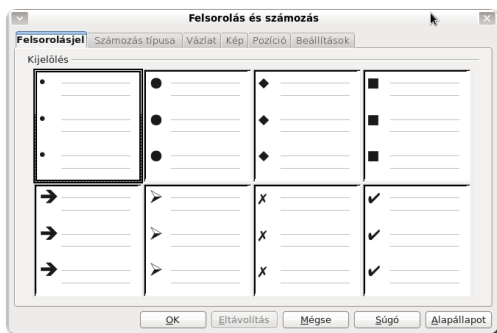 Felsorolás és számozás
Felsorolásjel Számozás típusa Vázlat Kép Pozíció Beállítások
Kijelölés
OK Eltávolítás Mégse Súgó Alapállapot